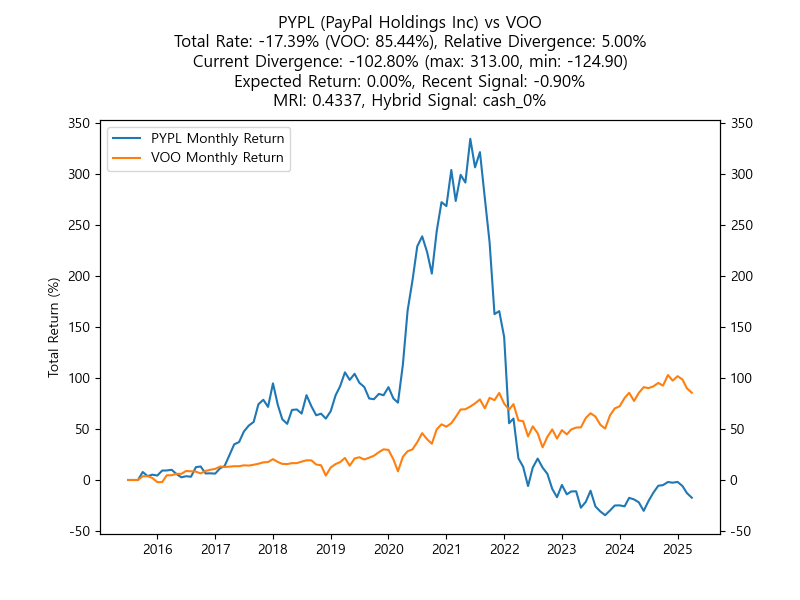 PYPL (PayPal Holdings Inc) vs VOO
Total Rate: -17.39% (VOO: 85.44%), Relative Divergence: 5.00%
Current Divergence: -102.80% (max: 313.00, min: -124.90)
Expected Return: 0.00%, Recent Signal: -0.90%
MRI: 0.4337, Hybrid Signal: cash_0%
PYPL Monthly Return
VOO Monthly Return
Total Return (%)
350
300
250
200
150
100
50
0
-50
350
300
250
200
150
100
50
0
-50
2016 2017 2018 2019 2020 2021 2022 2023 2024 2025